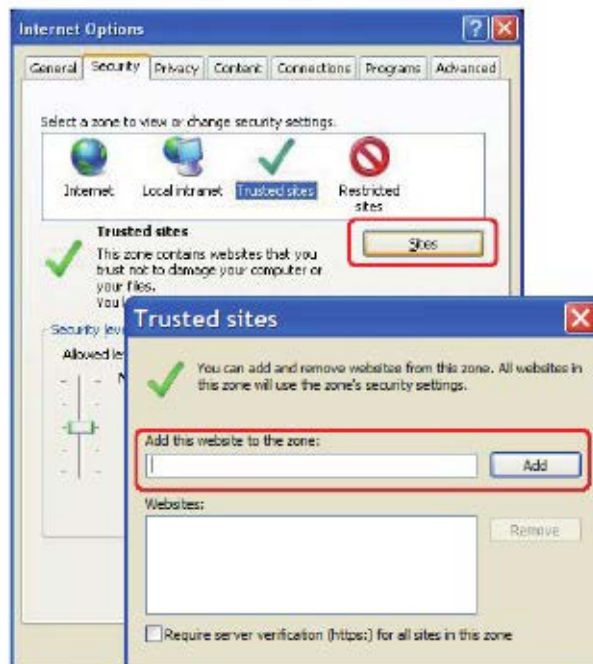 Internet Options
General Security Privacy Content Connections Programs Advanced
Select a zone to view or change security settings.
Internet Local intranet Trusted sites Restricted sites
Trusted sites
Sites
This zone contains websites that you
trust not to damage your computer or
your files.
Trusted sites
You can add and remove websites from this zone. All websites in
this zone will use the zone's security settings.
Add this website to the zone:
Add
Websites:
Remove
Require server verification (https:) for all sites in this zone